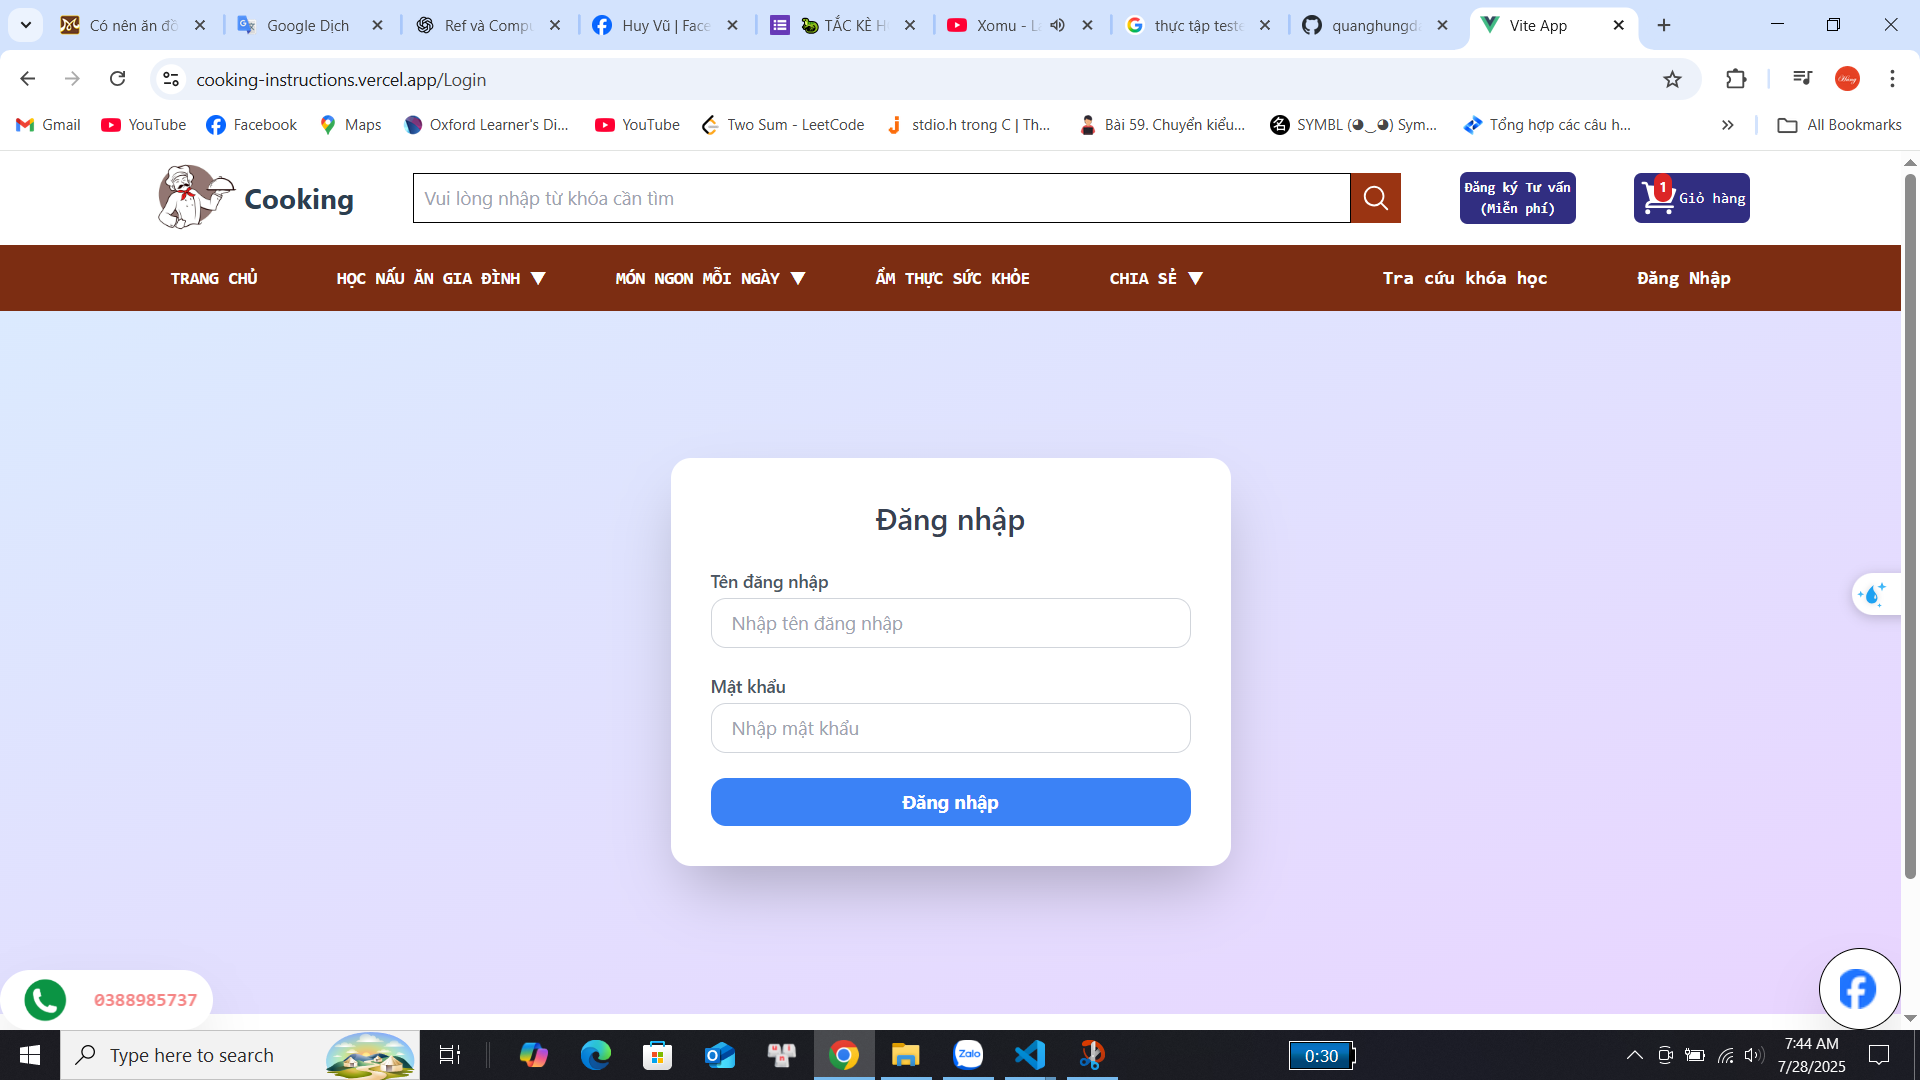 Có nên ăn đồ
Google Dịch
Ref và Compu
Huy Vũ | Face
TẮC KÈ H
Xomu - La
thực tập teste
quanghungda
Vite App
cooking-instructions.vercel.app/Login
Gmail
YouTube
Facebook
Maps
Oxford Learner's Di...
YouTube
Two Sum - LeetCode
stdio.h trong C | Th...
Bài 59. Chuyển kiểu...
SYMBL (◕‿◕) Sym...
Tổng hợp các câu h...
All Bookmarks
Cooking
Vui lòng nhập từ khóa cần tìm
Đăng ký Tư vấn
(Miễn phí)
1
Giỏ hàng
TRANG CHỦ
HỌC NẤU ĂN GIA ĐÌNH ▼
MÓN NGON MỖI NGÀY ▼
ẨM THỰC SỨC KHỎE
CHIA SẺ ▼
Tra cứu khóa học
Đăng Nhập
Đăng nhập
Tên đăng nhập
Nhập tên đăng nhập
Mật khẩu
Nhập mật khẩu
Đăng nhập
0388985737
Type here to search
Zalo
0:30
7:44 AM
7/28/2025